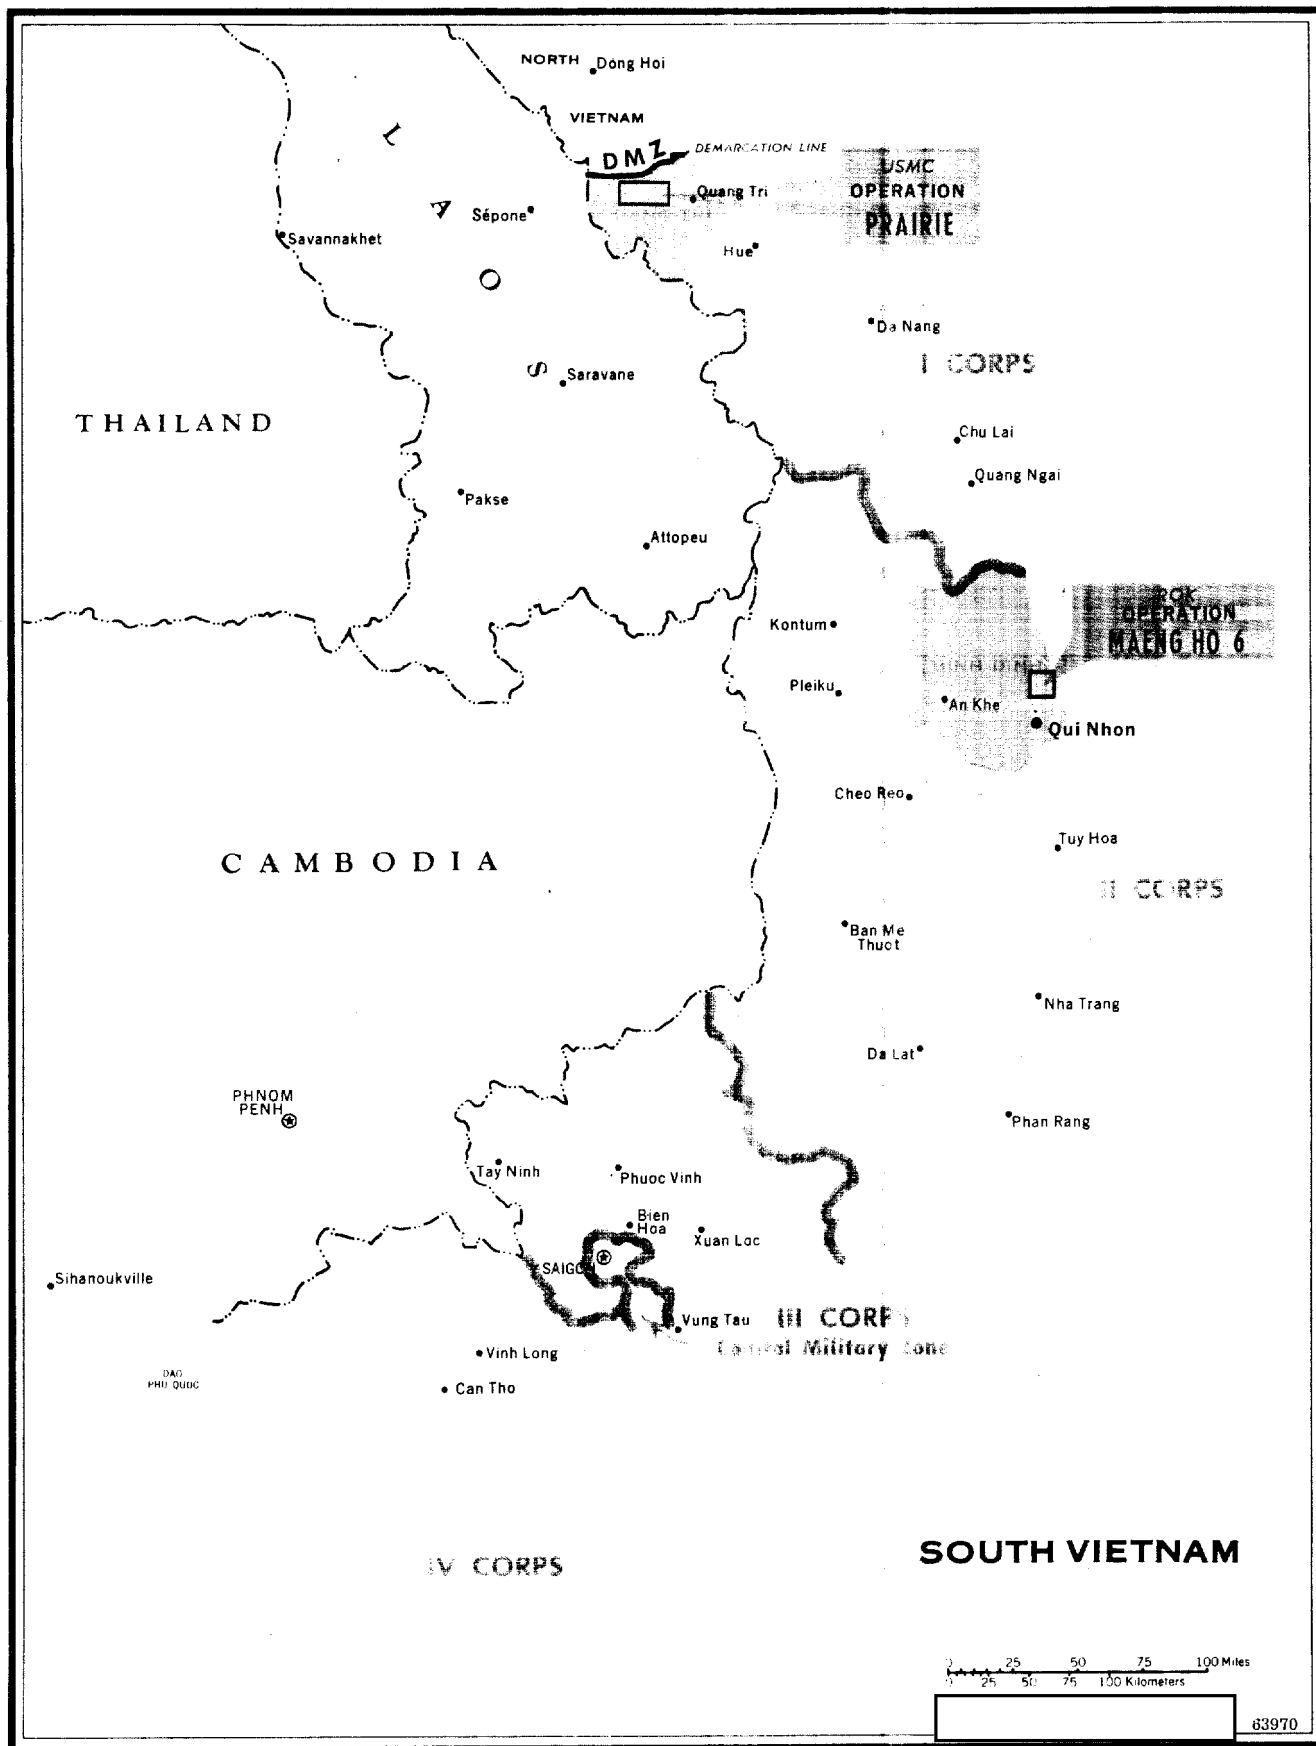 NORTH
Dong Hoi
VIETNAM
DMZ
DEMARCATION LINE
USMC
OPERATION
PRAIRIE
Quang Tri
LAOS
Sépone
Savannakhet
Hue
Da Nang
I CORPS
Saravane
THAILAND
Chu Lai
Quang Ngai
Pakse
Attopeu
ROK
OPERATION
MAENG HO 6
Kontum
Pleiku
An Khe
Qui Nhon
Cheo Reo
Tuy Hoa
CAMBODIA
II CORPS
Ban Me
Thuot
Nha Trang
Da Lat
PHNOM
PENH
Phan Rang
Tay Ninh
Phuoc Vinh
Bien
Hoa
Xuan Loc
SAIGON
Sihanoukville
Vung Tau
III CORPS
Capital Military Zone
Vinh Long
DAO
PHU QUOC
Can Tho
SOUTH VIETNAM
IV CORPS
0 25 50 75 100 Miles
0 25 50 75 100 Kilometers
63970